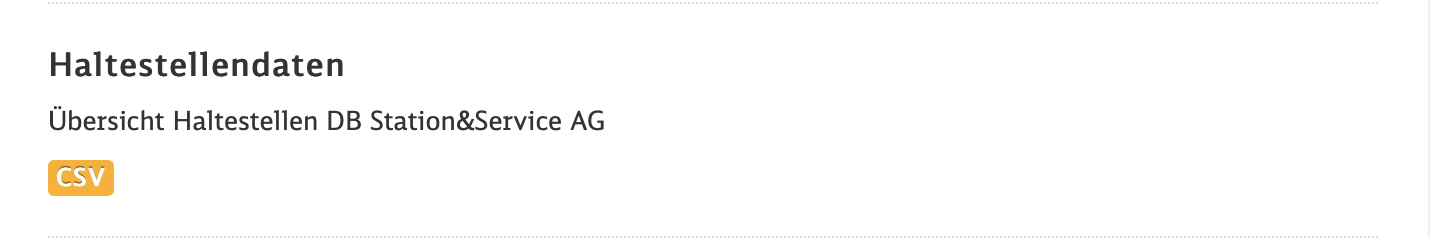 Haltestellendaten
Übersicht Haltestellen DB Station&Service AG
CSV